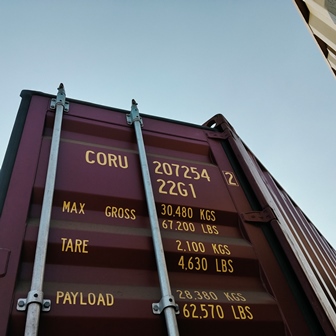 CORU 207254 2
22G1
MAX GROSS 30.480 KGS
67.200 LBS
TARE 2.100 KGS
4,630 LBS
PAYLOAD 28.380 KGS
62,570 LBS